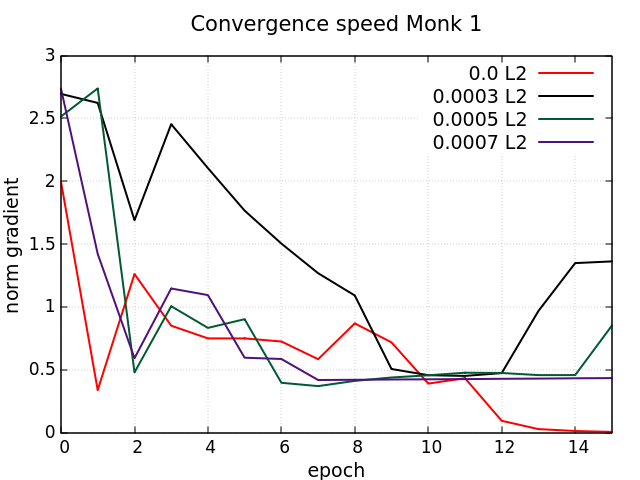 Convergence speed Monk 1
0.0 L2
0.0003 L2
0.0005 L2
0.0007 L2
norm gradient
3
2.5
2
1.5
1
0.5
0
0 2 4 6 8 10 12 14
epoch